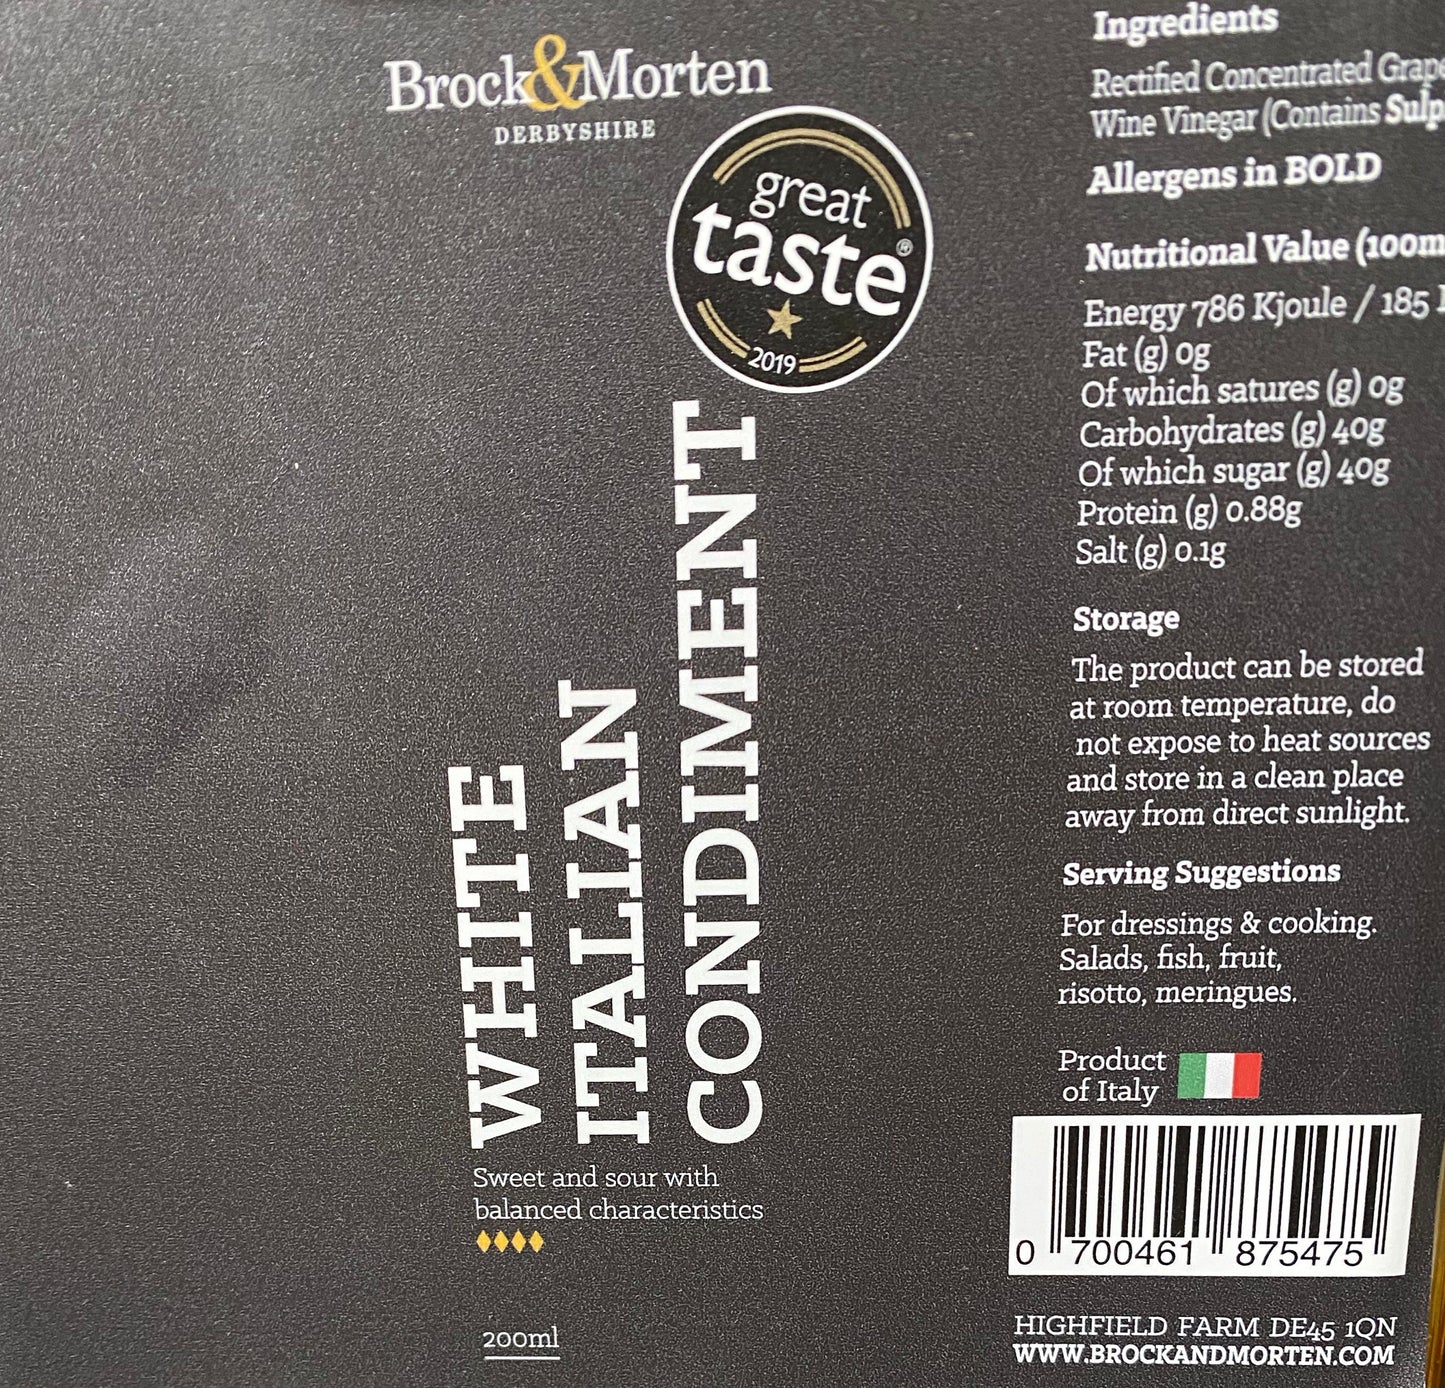 Brock&Morten
DERBYSHIRE
great
taste®
2019
WHITE
ITALIAN
CONDIMENT
Sweet and sour with
balanced characteristics
200ml
Ingredients
Rectified Concentrated
Wine Vinegar (Contains
Allergens in BOLD
Nutritional Value
Energy 786 Kjoule / 185
Fat (g) 0g
Of which satures (g) 0g
Carbohydrates (g) 40g
Of which sugar (g) 40g
Protein (g) 0.88g
Salt (g) 0.1g
Storage
The product can be stored
at room temperature, do
not expose to heat sources
and store in a clean place
away from direct sunlight.
Serving Suggestions
For dressings & cooking.
Salads, fish, fruit,
risotto, meringues.
Product
of Italy
0 700461 875475
HIGHFIELD FARM DE45 1QN
WWW.BROCKANDMORTEN.COM